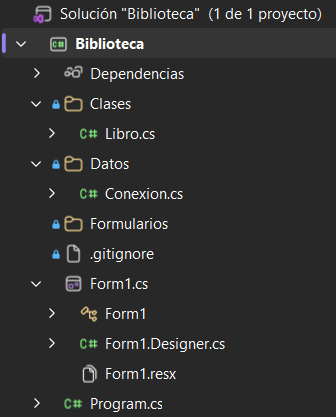 Solución "Biblioteca" (1 de 1 proyecto)
C# Biblioteca
Dependencias
Clases
C# Libro.cs
Datos
C# Conexion.cs
Formularios
.gitignore
Form1.cs
Form1
C# Form1.Designer.cs
Form1.resx
C# Program.cs